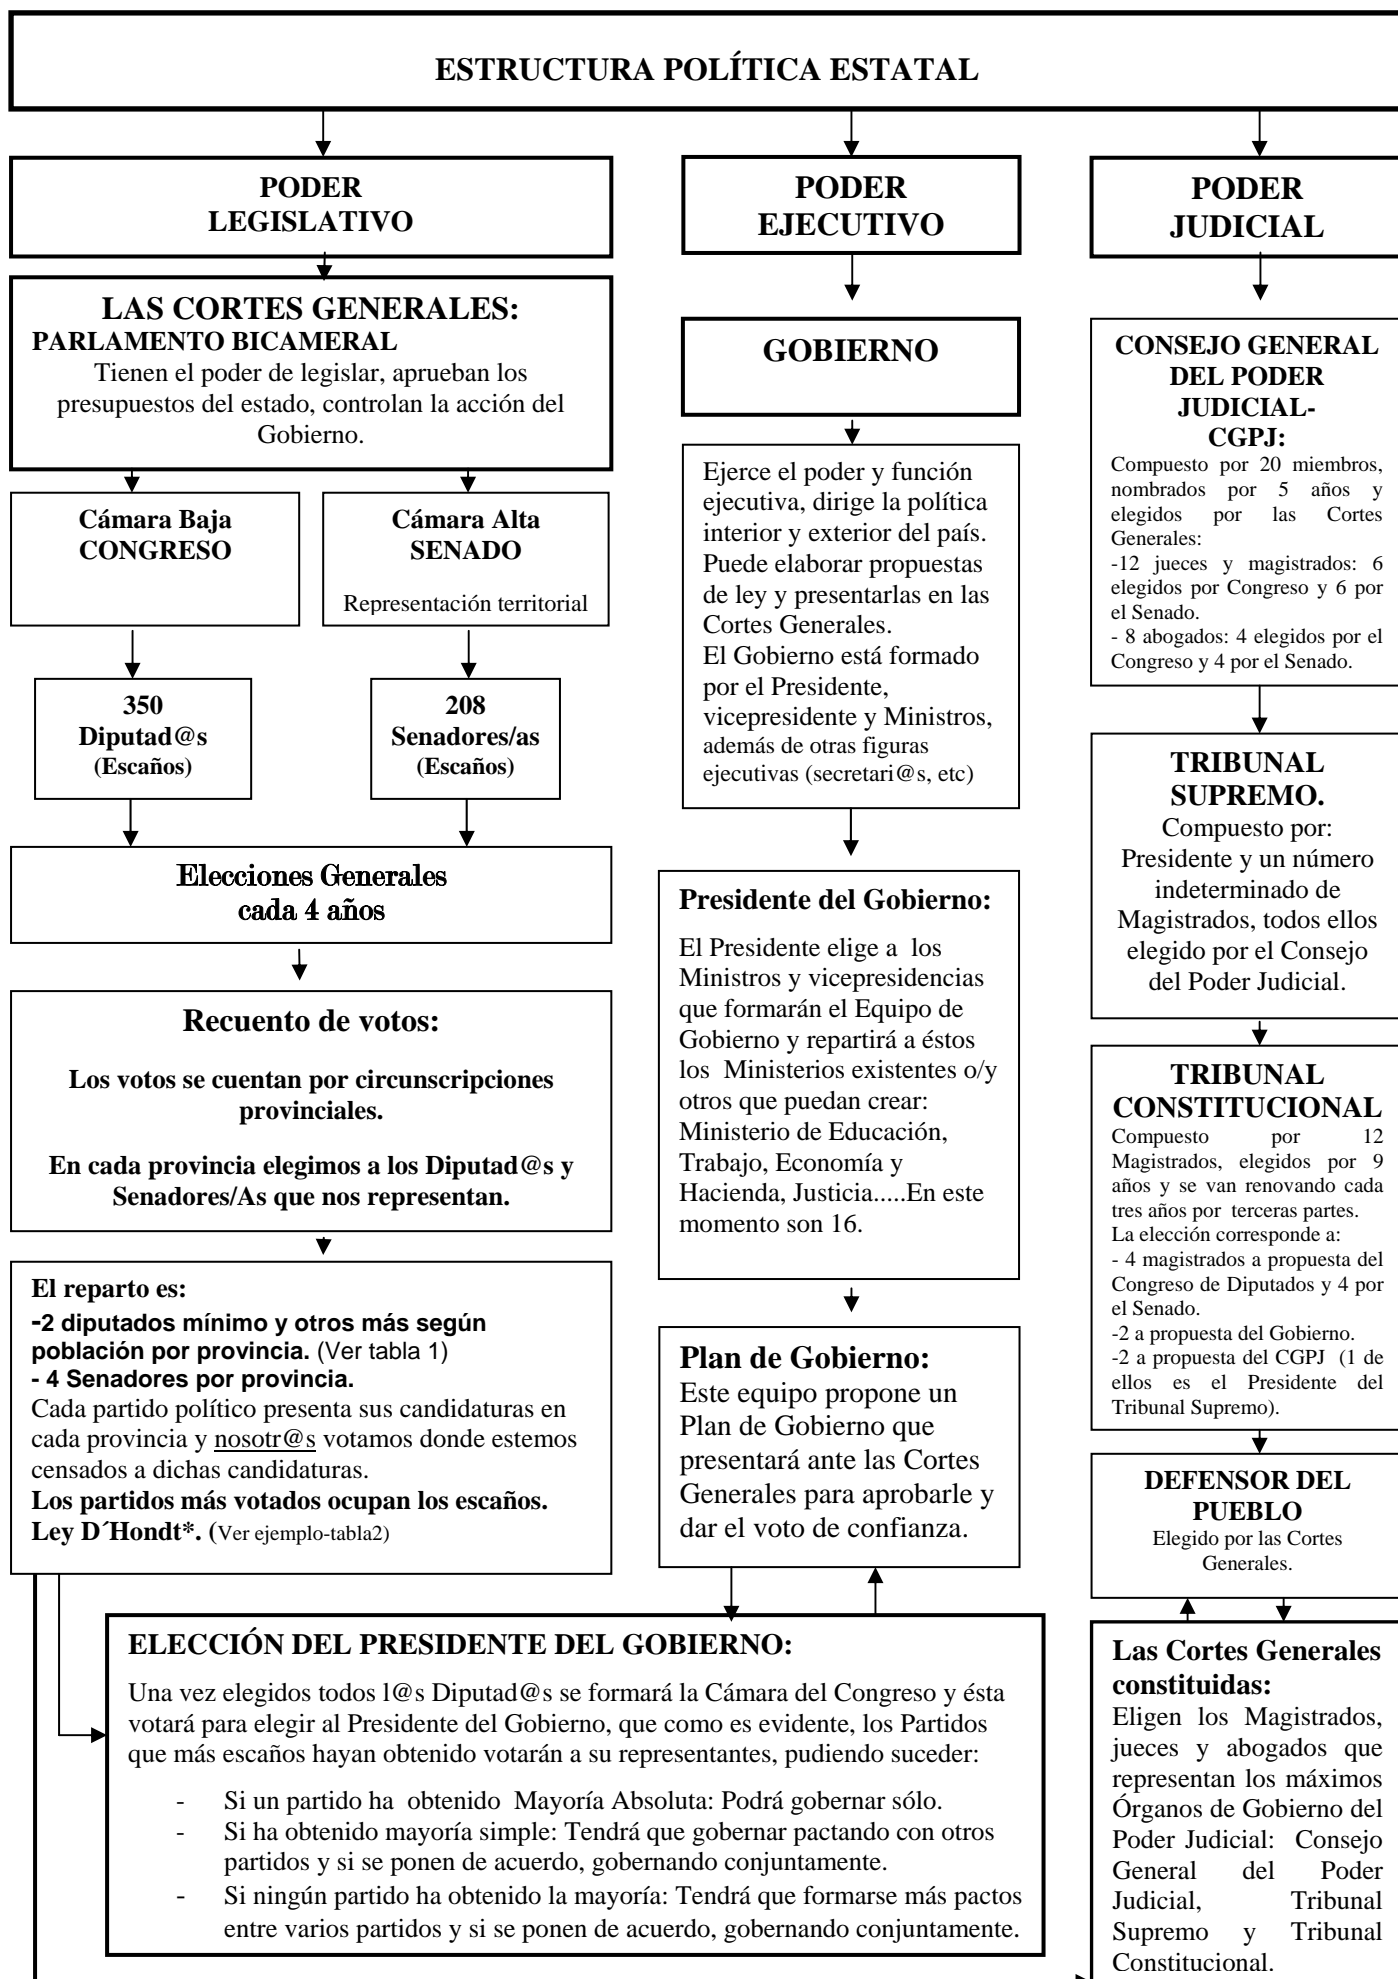 ESTRUCTURA POLÍTICA ESTATAL
PODER
LEGISLATIVO
LAS CORTES GENERALES:
PARLAMENTO BICAMERAL
Tienen el poder de legislar, aprueban los
presupuestos del estado, controlan la acción del
Gobierno.
Cámara Baja
CONGRESO
Cámara Alta
SENADO
Representación territorial
350
Diputad@s
(Escaños)
208
Senadores/as
(Escaños)
Elecciones Generales
cada 4 años
Recuento de votos:
Los votos se cuentan por circunscripciones
provinciales.
En cada provincia elegimos a los Diputad@s y
Senadores/As que nos representan.
El reparto es:
-2 diputados mínimo y otros más según
población por provincia. (Ver tabla 1)
- 4 Senadores por provincia.
Cada partido político presenta sus candidaturas en
cada provincia y nosotr@s votamos donde estemos
censados a dichas candidaturas.
Los partidos más votados ocupan los escaños.
Ley D´Hondt*. (Ver ejemplo-tabla2)
PODER
EJECUTIVO
GOBIERNO
Ejerce el poder y función
ejecutiva, dirige la política
interior y exterior del país.
Puede elaborar propuestas
de ley y presentarlas en las
Cortes Generales.
El Gobierno está formado
por el Presidente,
vicepresidente y Ministros,
además de otras figuras
ejecutivas (secretari@s, etc)
Presidente del Gobierno:
El Presidente elige a los
Ministros y vicepresidencias
que formarán el Equipo de
Gobierno y repartirá a éstos
los Ministerios existentes o/y
otros que puedan crear:
Ministerio de Educación,
Trabajo, Economía y
Hacienda, Justicia.....En este
momento son 16.
Plan de Gobierno:
Este equipo propone un
Plan de Gobierno que
presentará ante las Cortes
Generales para aprobarle y
dar el voto de confianza.
ELECCIÓN DEL PRESIDENTE DEL GOBIERNO:
Una vez elegidos todos l@s Diputad@s se formará la Cámara del Congreso y ésta
votará para elegir al Presidente del Gobierno, que como es evidente, los Partidos
que más escaños hayan obtenido votarán a su representantes, pudiendo suceder:
- Si un partido ha obtenido Mayoría Absoluta: Podrá gobernar sólo.
- Si ha obtenido mayoría simple: Tendrá que gobernar pactando con otros
partidos y si se ponen de acuerdo, gobernando conjuntamente.
- Si ningún partido ha obtenido la mayoría: Tendrá que formarse más pactos
entre varios partidos y si se ponen de acuerdo, gobernando conjuntamente.
PODER
JUDICIAL
CONSEJO GENERAL
DEL PODER
JUDICIAL-
CGPJ:
Compuesto por 20 miembros,
nombrados por 5 años y
elegidos por las Cortes
Generales:
-12 jueces y magistrados: 6
elegidos por Congreso y 6 por
el Senado.
- 8 abogados: 4 elegidos por el
Congreso y 4 por el Senado.
TRIBUNAL
SUPREMO.
Compuesto por:
Presidente y un número
indeterminado de
Magistrados, todos ellos
elegido por el Consejo
del Poder Judicial.
TRIBUNAL
CONSTITUCIONAL
Compuesto por 12
Magistrados, elegidos por 9
años y se van renovando cada
tres años por terceras partes.
La elección corresponde a:
- 4 magistrados a propuesta del
Congreso de Diputados y 4 por
el Senado.
-2 a propuesta del Gobierno.
-2 a propuesta del CGPJ (1 de
ellos es el Presidente del
Tribunal Supremo).
DEFENSOR DEL
PUEBLO
Elegido por las Cortes
Generales.
Las Cortes Generales
constituidas:
Eligen los Magistrados,
jueces y abogados que
representan los máximos
Órganos de Gobierno del
Poder Judicial: Consejo
General del Poder
Judicial, Tribunal
Supremo y Tribunal
Constitucional.